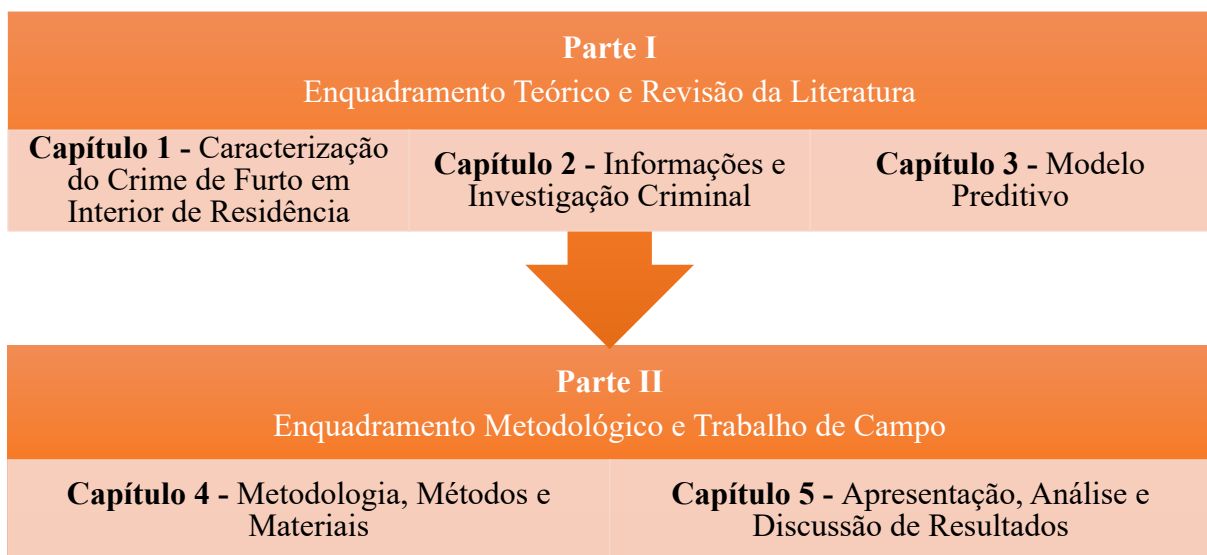 Parte I
Enquadramento Teórico e Revisão da Literatura
Capítulo 1 - Caracterização
do Crime de Furto em
Interior de Residência
Capítulo 2 - Informações e
Investigação Criminal
Capítulo 3 - Modelo
Preditivo
Parte II
Enquadramento Metodológico e Trabalho de Campo
Capítulo 4 - Metodologia, Métodos e
Materiais
Capítulo 5 - Apresentação, Análise e
Discussão de Resultados